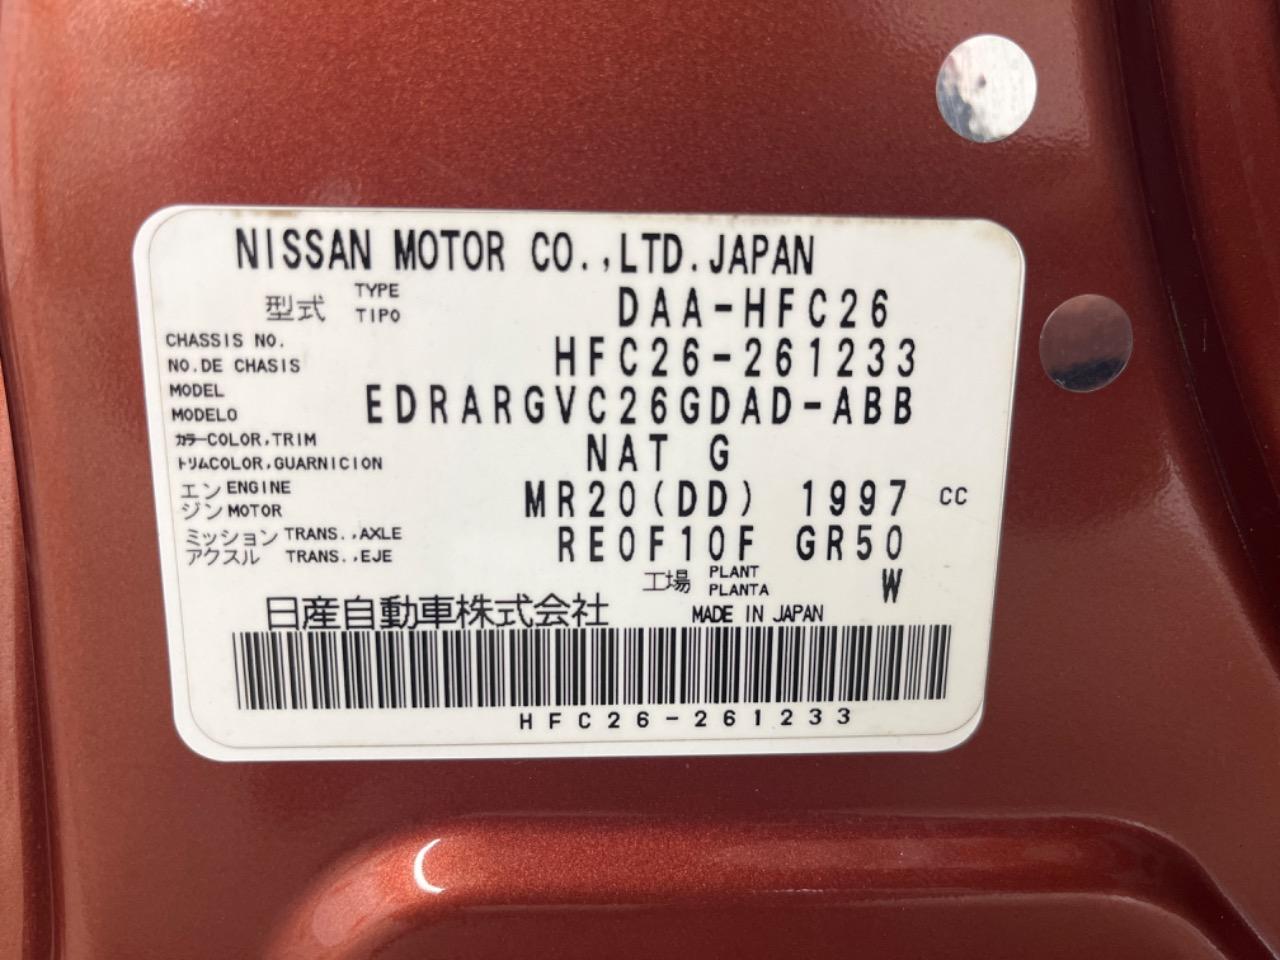 NISSAN MOTOR CO.,LTD.JAPAN
型式 TYPE TIPO DAA-HFC26
CHASSIS NO.
NO.DE CHASIS HFC26-261233
MODEL
MODELO EDRARGVC26GDAD-ABB
カラーCOLOR,TRIM
トリムCOLOR,GUARNICION NAT G
エン ENGINE
ジン MOTOR MR20(DD) 1997 CC
ミッション TRANS.,AXLE
アクスル TRANS.,EJE RE0F10F GR50
工場 PLANT PLANTA W
日産自動車株式会社 MADE IN JAPAN
HFC26-261233